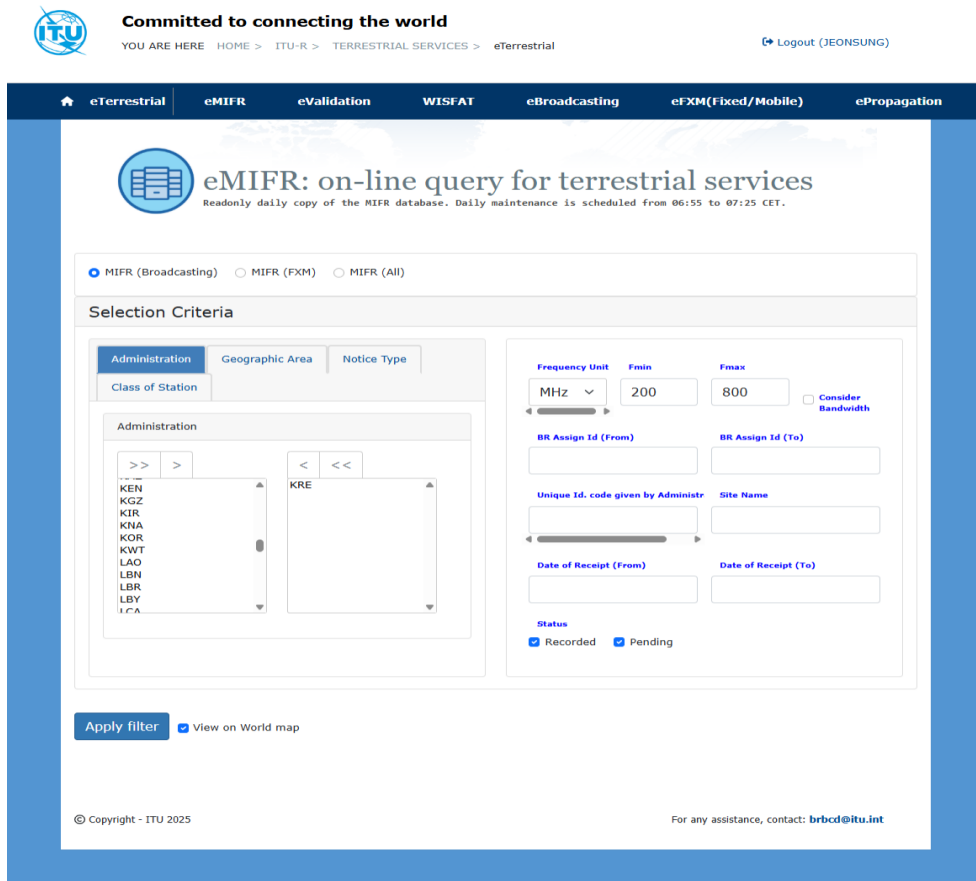 ITU
Committed to connecting the world
YOU ARE HERE HOME > ITU-R > TERRESTRIAL SERVICES > eTerrestrial
Logout (JEONSUNG)
eTerrestrial eMIFR eValidation WISFAT eBroadcasting eFXM(Fixed/Mobile) ePropagation
eMIFR: on-line query for terrestrial services
Readonly daily copy of the MIFR database. Daily maintenance is scheduled from 06:55 to 07:25 CET.
MIFR (Broadcasting) MIFR (FXM) MIFR (All)
Selection Criteria
Administration Geographic Area Notice Type
Class of Station
Administration
>> > < <<
KEN
KGZ
KIR
KNA
KOR
KWT
LAO
LBN
LBR
LBY
LCA
KRE
Frequency Unit Fmin Fmax
MHz 200 800
Consider
Bandwidth
BR Assign Id (From) BR Assign Id (To)
Unique Id. code given by Administr Site Name
Date of Receipt (From) Date of Receipt (To)
Status
Recorded Pending
Apply filter View on World map
© Copyright - ITU 2025
For any assistance, contact: brbcd@itu.int